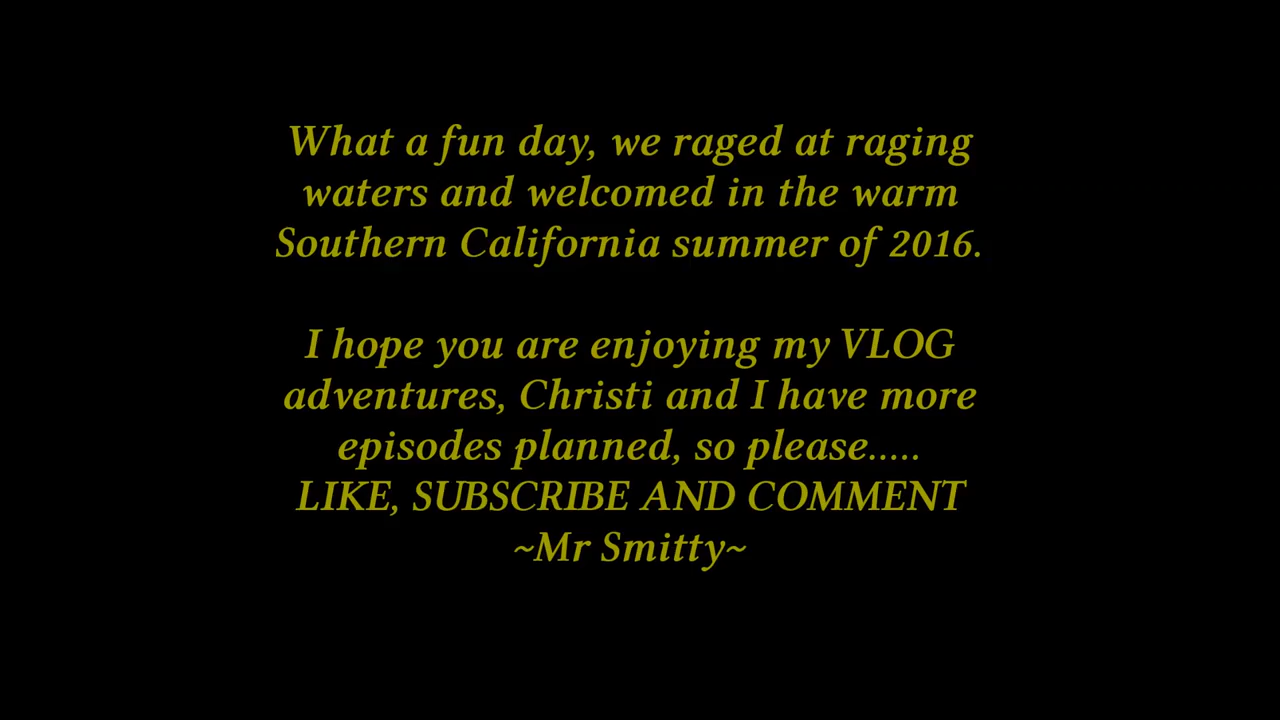 What a fun day, we raged at raging
waters and welcomed in the warm
Southern California summer of 2016.
I hope you are enjoying my VLOG
adventures, Christi and I have more
episodes planned, so please.....
LIKE, SUBSCRIBE AND COMMENT
~Mr Smitty~